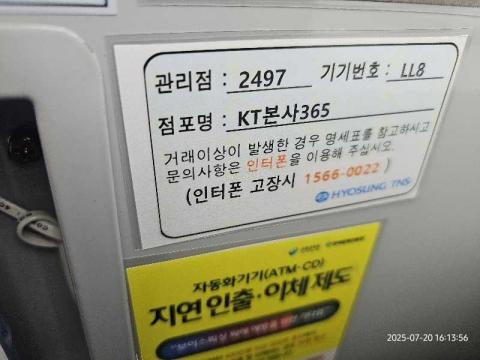 관리점 : 2497 기기번호 : LL8
점포명 : KT본사365
거래이상이 발생한 경우 명세표를 참고하시고
문의사항은 인터폰을 이용해 주십시오.
(인터폰 고장시 1566-0022 )
HYOSUNG TNS
자동화기기(ATM·CD)
지연 인출·이체 제도
2025-07-20 16:13:56